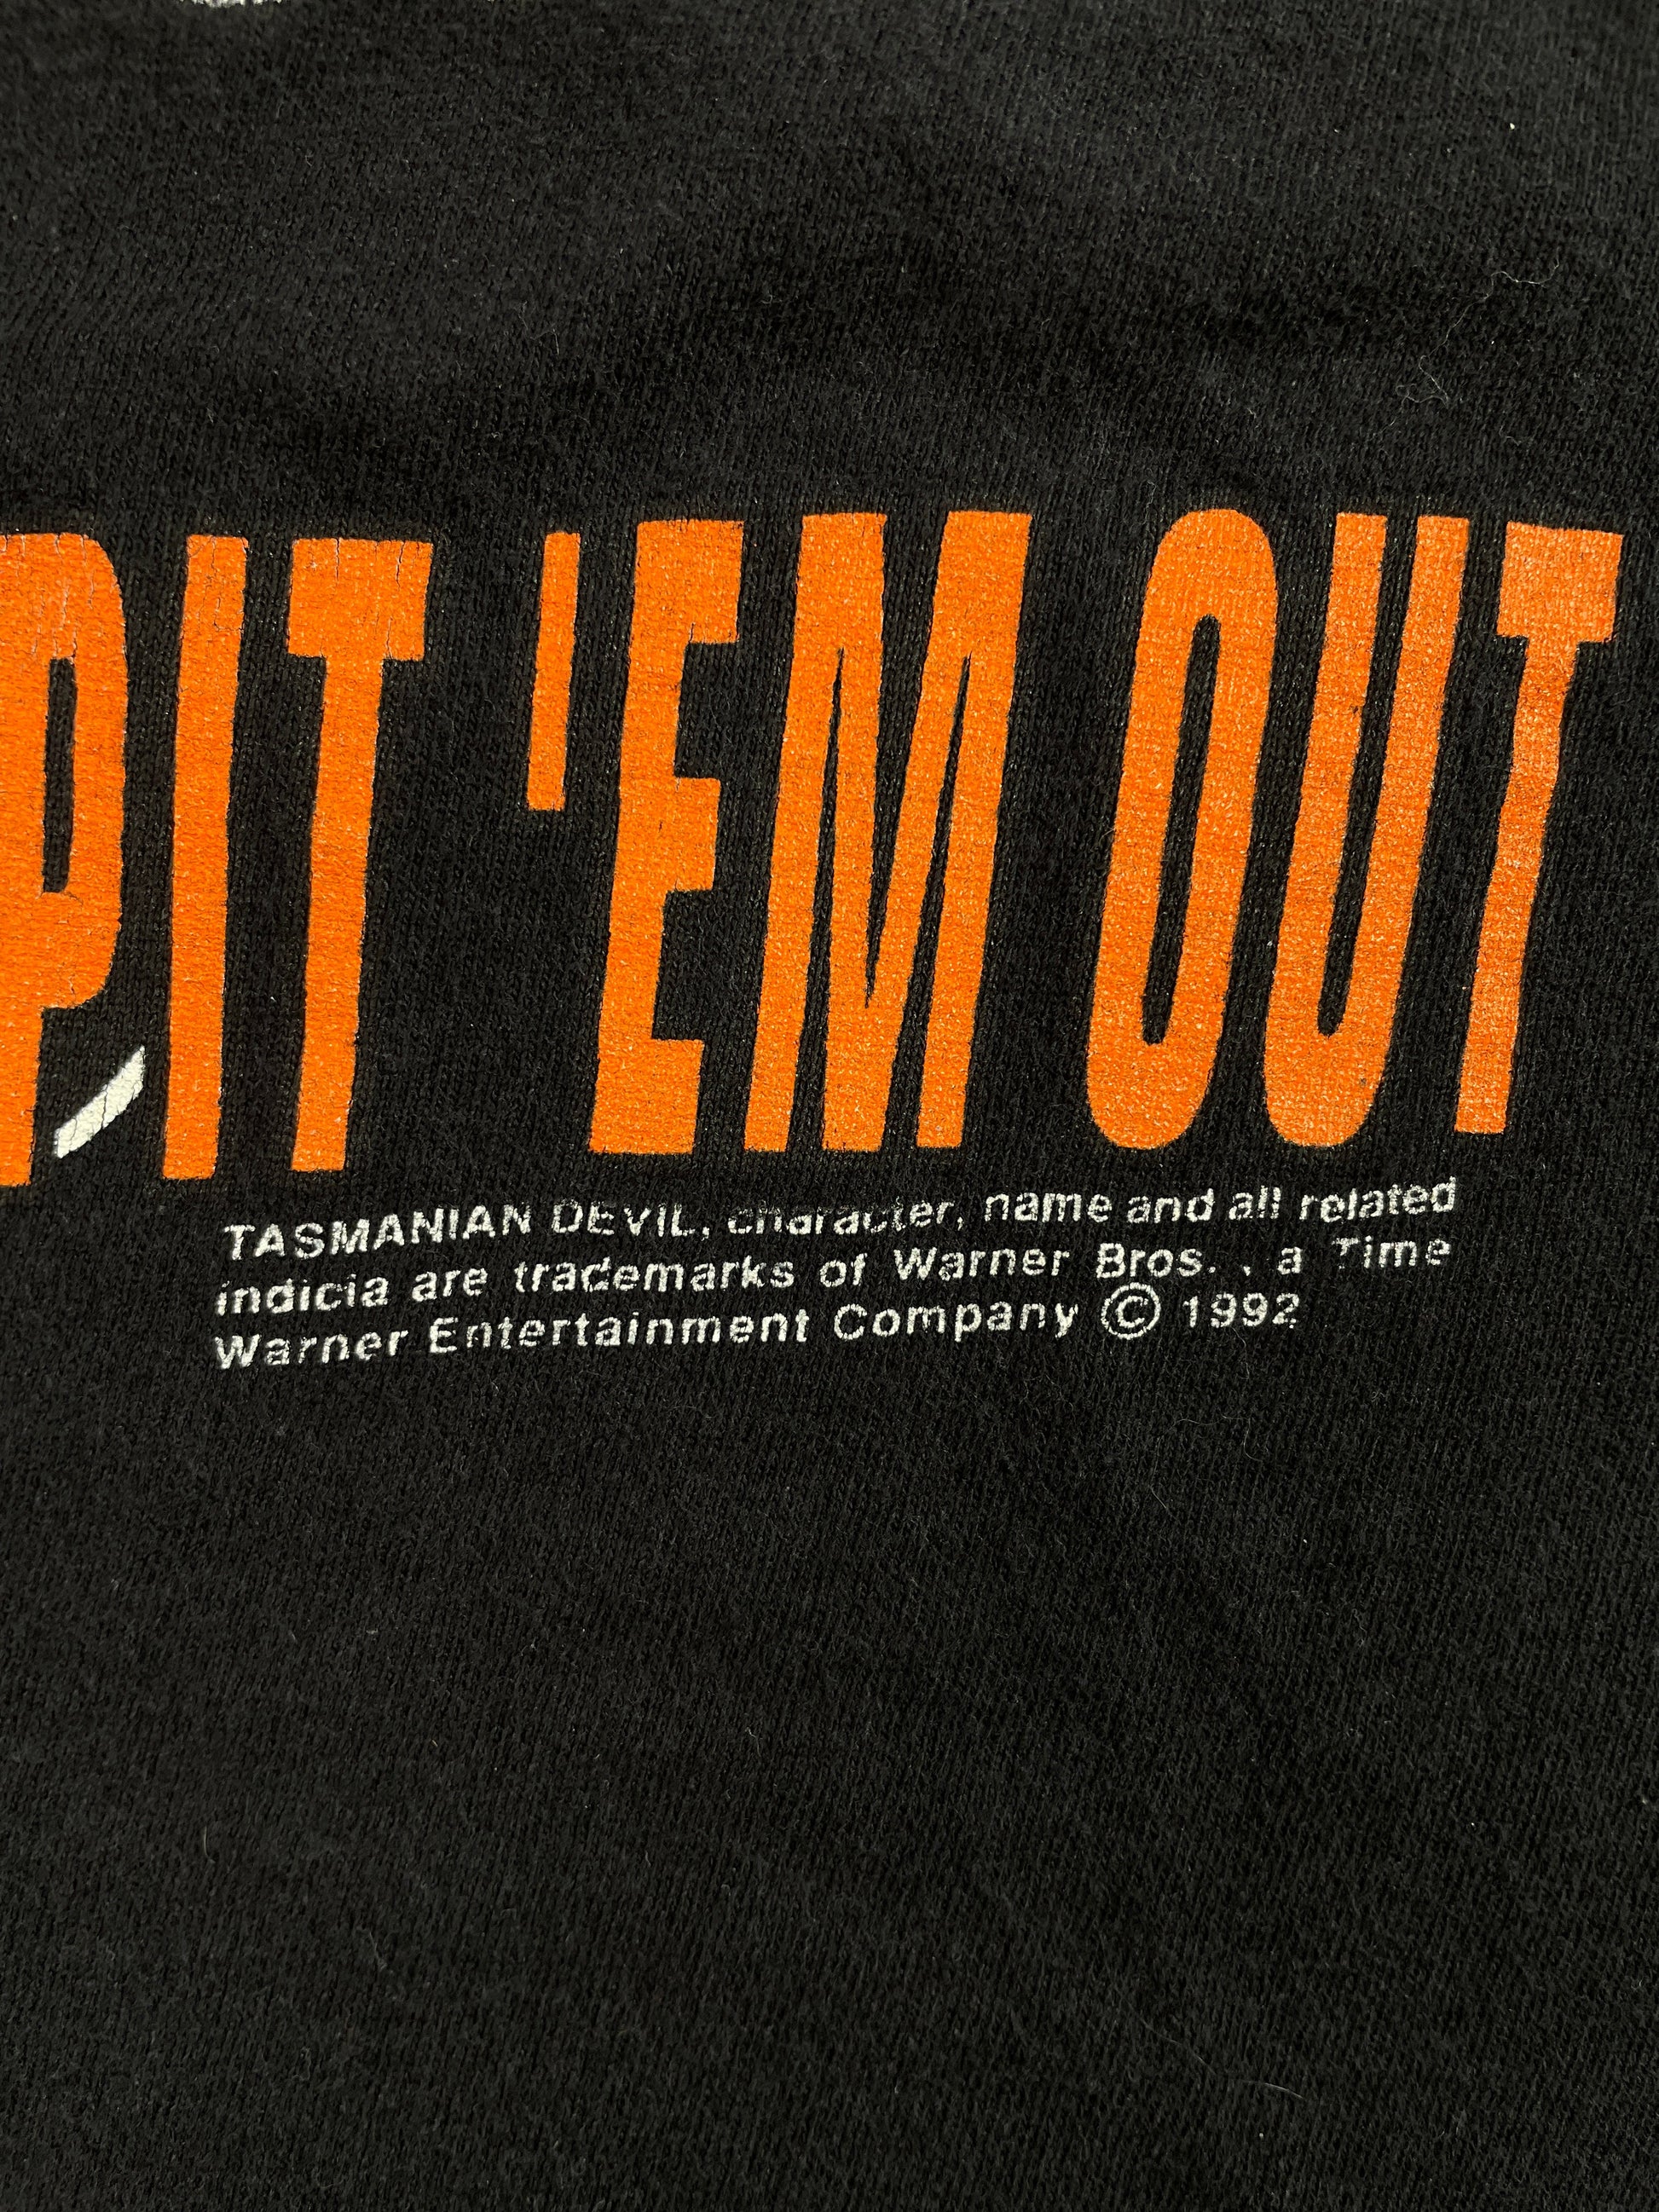 PIT 'EM OUT
TASMANIAN DEVIL, character, name and all related
indicia are trademarks of Warner Bros. , a Time
Warner Entertainment Company © 1992